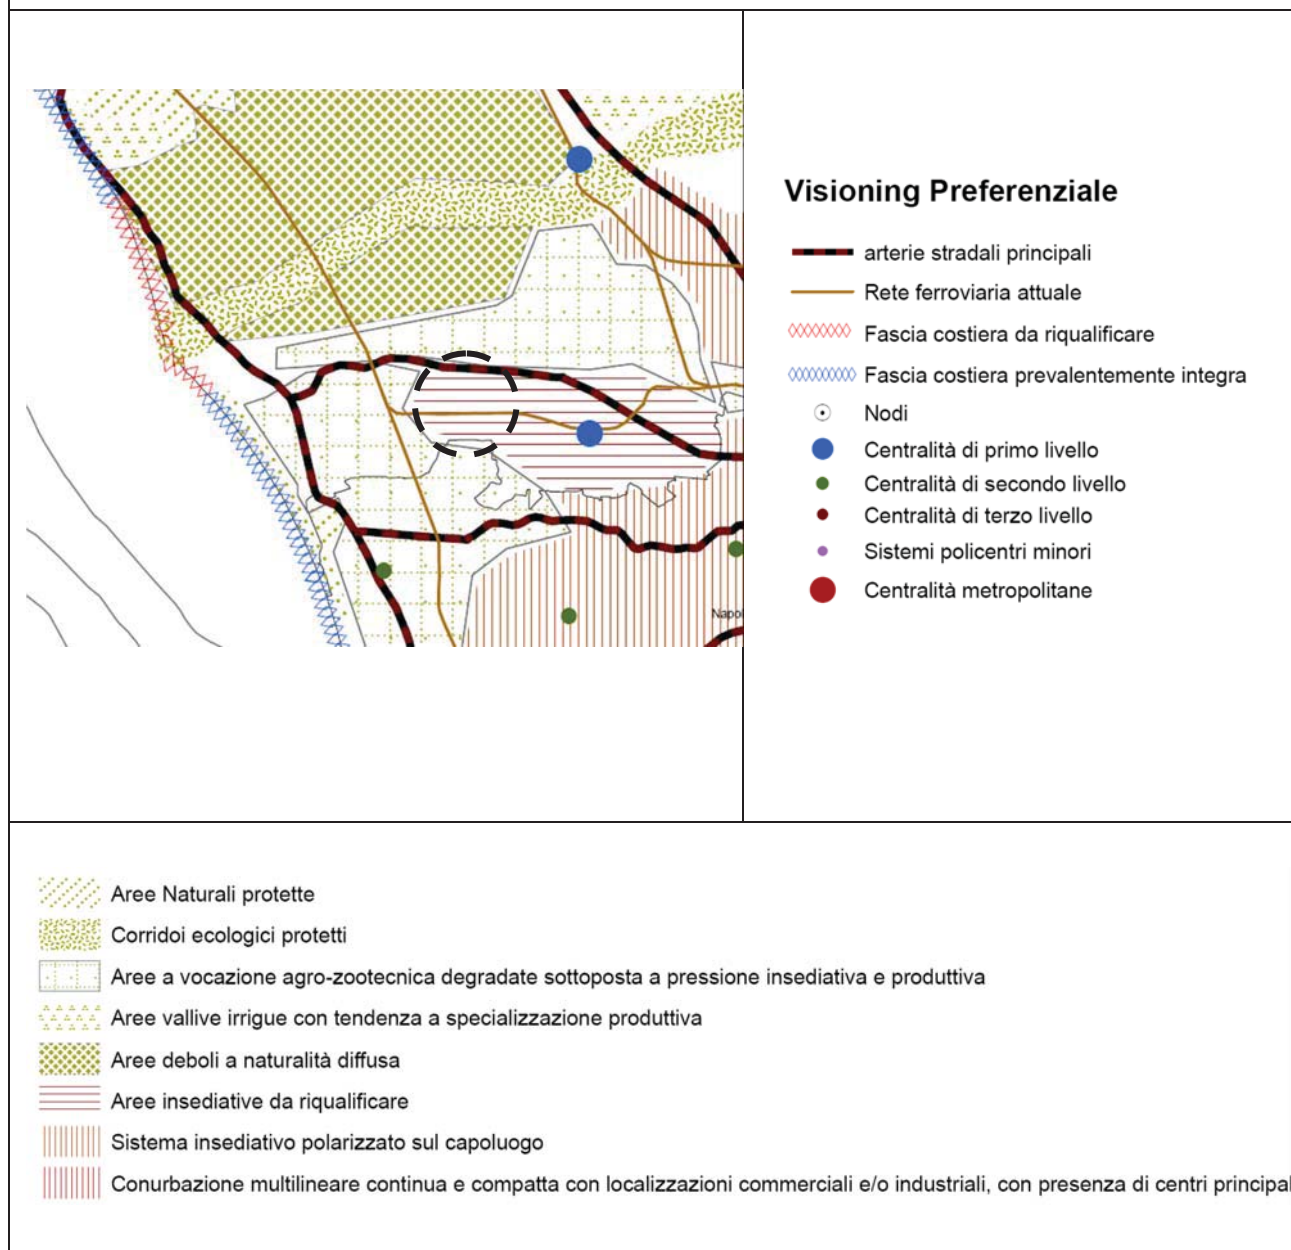 Visioning Preferenziale
arterie stradali principali
Rete ferroviaria attuale
Fascia costiera da riqualificare
Fascia costiera prevalentemente integra
Nodi
Centralità di primo livello
Centralità di secondo livello
Centralità di terzo livello
Sistemi policentri minori
Centralità metropolitane
Napol
Aree Naturali protette
Corridoi ecologici protetti
Aree a vocazione agro-zootecnica degradate sottoposta a pressione insediativa e produttiva
Aree vallive irrigue con tendenza a specializzazione produttiva
Aree deboli a naturalità diffusa
Aree insediative da riqualificare
Sistema insediativo polarizzato sul capoluogo
Conurbazione multilineare continua e compatta con localizzazioni commerciali e/o industriali, con presenza di centri principal